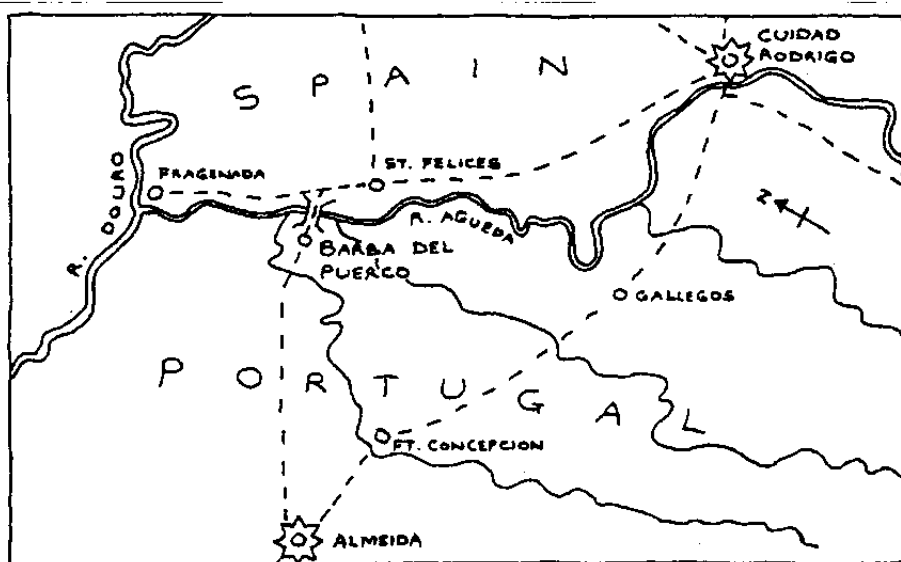 CUIDAD
RODRIGO
SPAIN
R. DOURO
FRAGENADA
ST. FELICES
R. AGUEDA
N
BARBA DEL
PUERCO
GALLEGOS
PORTUGAL
FT. CONCEPCION
ALMEIDA